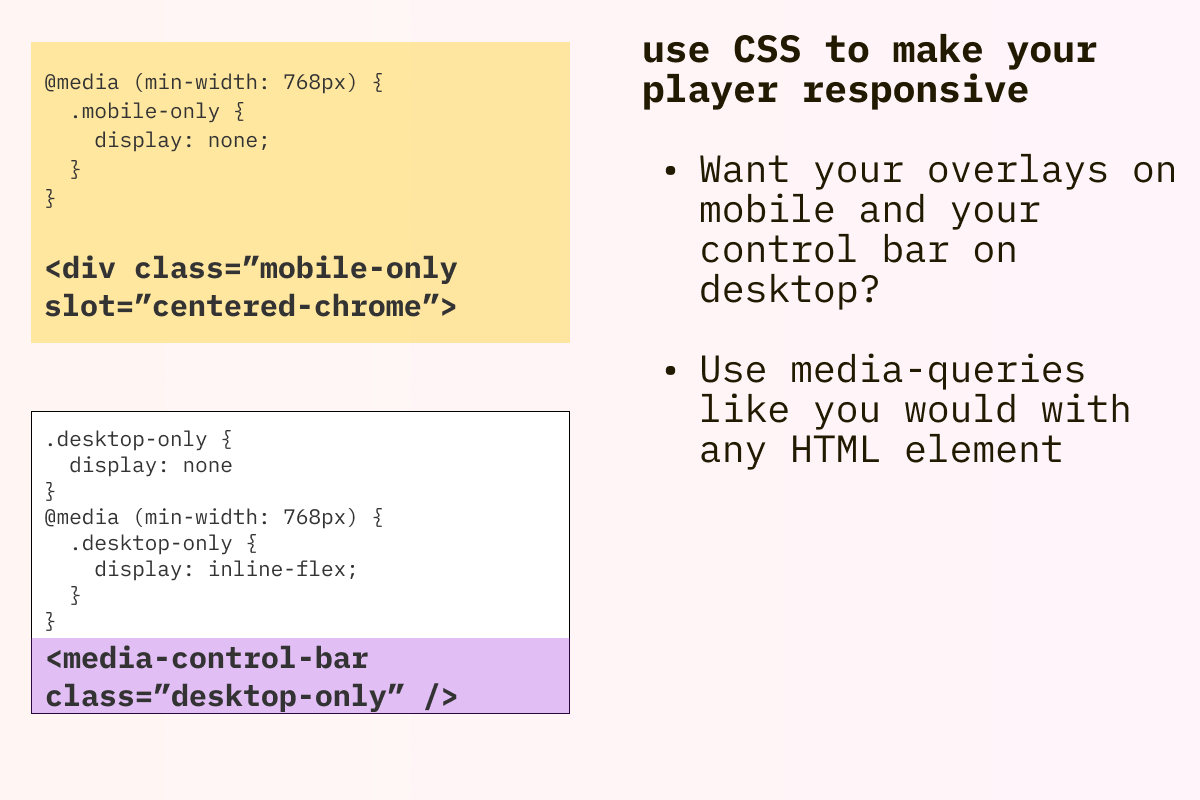 @media (min-width: 768px) {
  .mobile-only {
    display: none;
  }
}
<div class=”mobile-only
slot=”centered-chrome”>
.desktop-only {
  display: none
}
@media (min-width: 768px) {
  .desktop-only {
    display: inline-flex;
  }
}
<media-control-bar
class=”desktop-only” />
use CSS to make your
player responsive
• Want your overlays on
mobile and your
control bar on
desktop?
• Use media-queries
like you would with
any HTML element